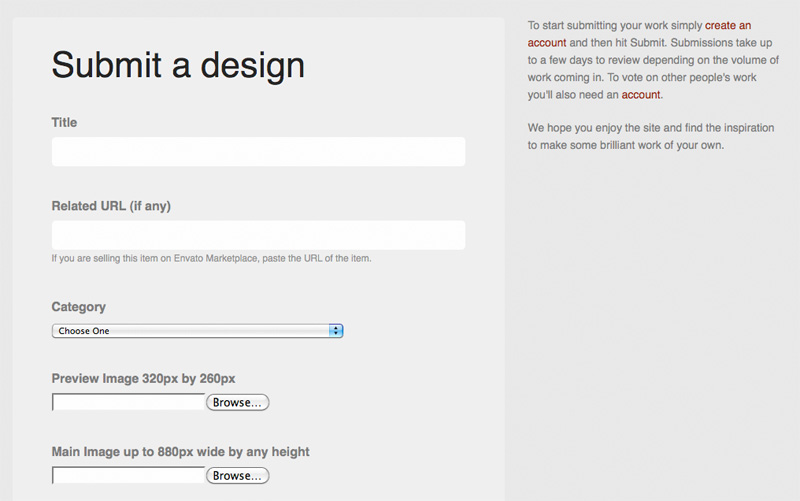 Submit a design
Title
Related URL (if any)
If you are selling this item on Envato Marketplace, paste the URL of the item.
Category
Choose One
Preview Image 320px by 260px
Browse...
Main Image up to 880px wide by any height
Browse...
To start submitting your work simply create an
account and then hit Submit. Submissions take up
to a few days to review depending on the volume of
work coming in. To vote on other people's work
you'll also need an account.
We hope you enjoy the site and find the inspiration
to make some brilliant work of your own.